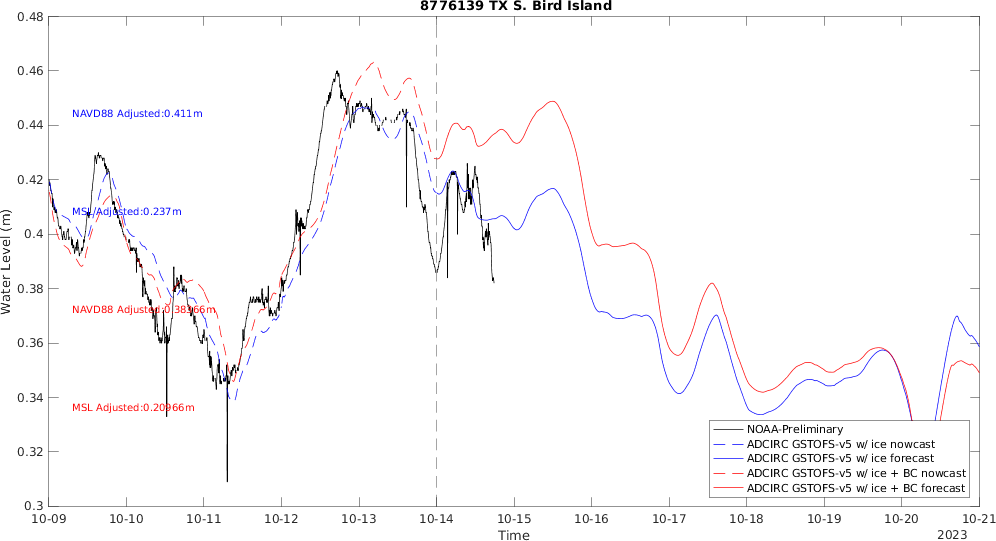 8776139 TX S. Bird Island
0.48
0.46
0.44
0.42
0.4
0.38
0.36
0.34
0.32
0.3
Water Level (m)
NAVD88 Adjusted:0.411m
MSL Adjusted:0.237m
NAVD88 Adjusted:0.38366m
MSL Adjusted:0.20966m
NOAA-Preliminary
ADCIRC GSTOFS-v5 w/ ice nowcast
ADCIRC GSTOFS-v5 w/ ice forecast
ADCIRC GSTOFS-v5 w/ ice + BC nowcast
ADCIRC GSTOFS-v5 w/ ice + BC forecast
10-09 10-10 10-11 10-12 10-13 10-14 10-15 10-16 10-17 10-18 10-19 10-20 10-21
Time
2023